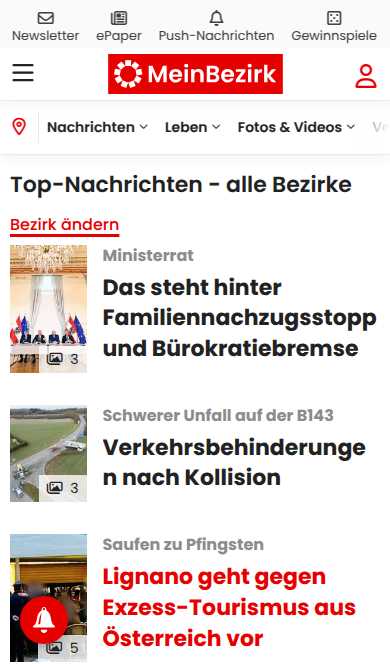 Newsletter ePaper Push-Nachrichten Gewinnspiele
MeinBezirk
Nachrichten Leben Fotos & Videos
Top-Nachrichten - alle Bezirke
Bezirk ändern
Ministerrat
Das steht hinter
Familiennachzugsstopp
und Bürokratiebremse
3
Schwerer Unfall auf der B143
Verkehrsbehinderunge
n nach Kollision
3
Saufen zu Pfingsten
Lignano geht gegen
Exzess-Tourismus aus
Österreich vor
5